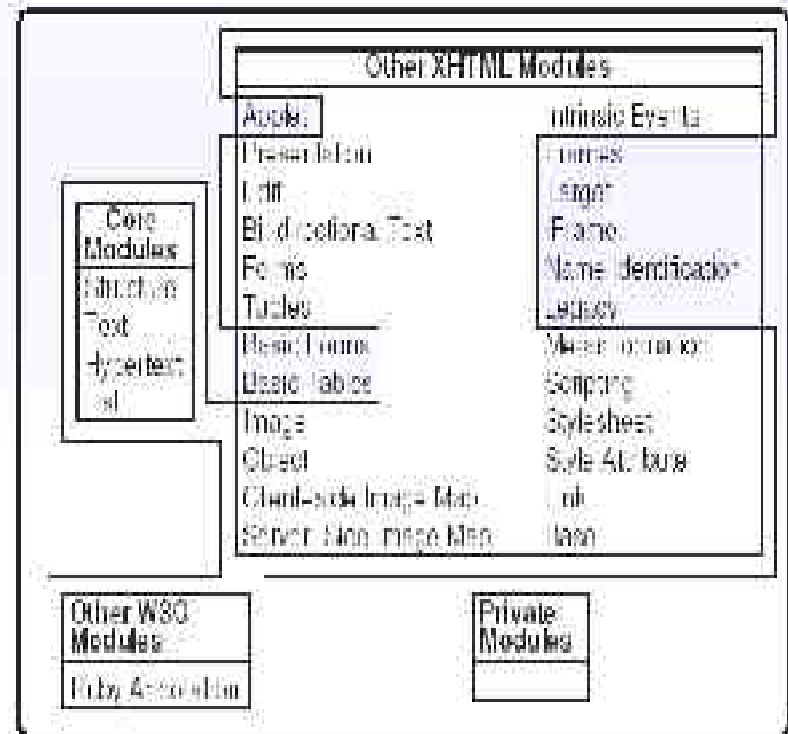 Other XHTML Modules
Applet
Presentation
Edit
Bi-directional Text
Forms
Tables
Basic Forms
Basic Tables
Image
Object
Client-side Image Map
Server-Side Image Map
Intrinsic Events
Frames
Target
IFrame
Name Identification
Legacy
Metainformation
Scripting
Stylesheet
Style Attribute
Link
Base
Core
Modules
Structure
Text
Hypertext
List
Other W3C
Modules
Ruby Annotation
Private
Modules